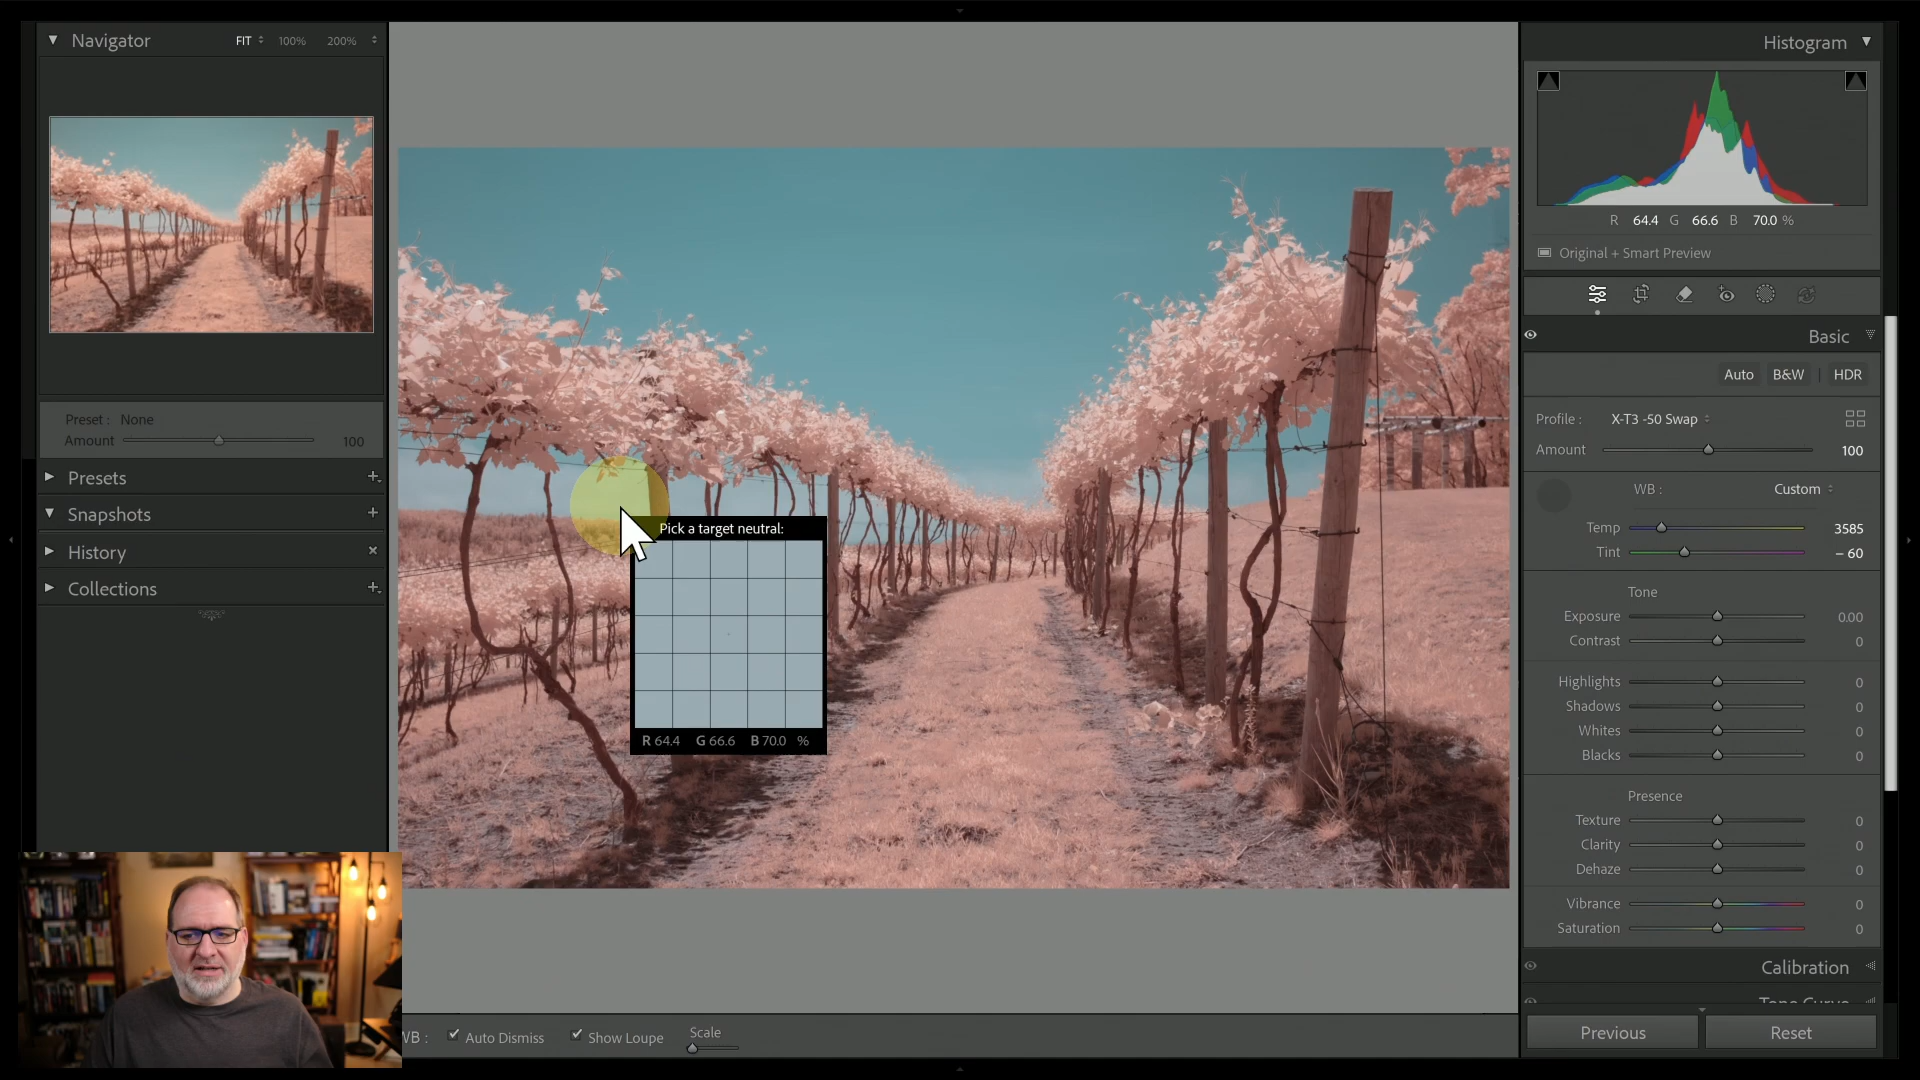 Navigator FIT 100% 200%
Preset : None
Amount 100
Presets
Snapshots
History
Collections
Pick a target neutral:
R 64.4 G 66.6 B 70.0 %
WB : Auto Dismiss Show Loupe Scale
Histogram
R 64.4 G 66.6 B 70.0 %
Original + Smart Preview
Basic
Auto B&W | HDR
Profile : X-T3 -50 Swap
Amount 100
WB : Custom
Temp 3585
Tint – 60
Tone
Exposure 0.00
Contrast 0
Highlights 0
Shadows 0
Whites 0
Blacks 0
Presence
Texture 0
Clarity 0
Dehaze 0
Vibrance 0
Saturation 0
Calibration
Tone Curve
Previous Reset